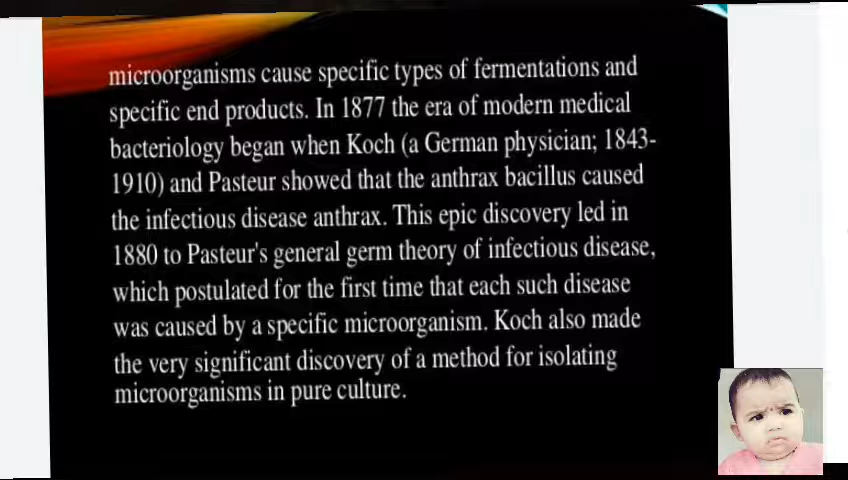 microorganisms cause specific types of fermentations and
specific end products. In 1877 the era of modern medical
bacteriology began when Koch (a German physician; 1843-
1910) and Pasteur showed that the anthrax bacillus caused
the infectious disease anthrax. This epic discovery led in
1880 to Pasteur's general germ theory of infectious disease,
which postulated for the first time that each such disease
was caused by a specific microorganism. Koch also made
the very significant discovery of a method for isolating
microorganisms in pure culture.